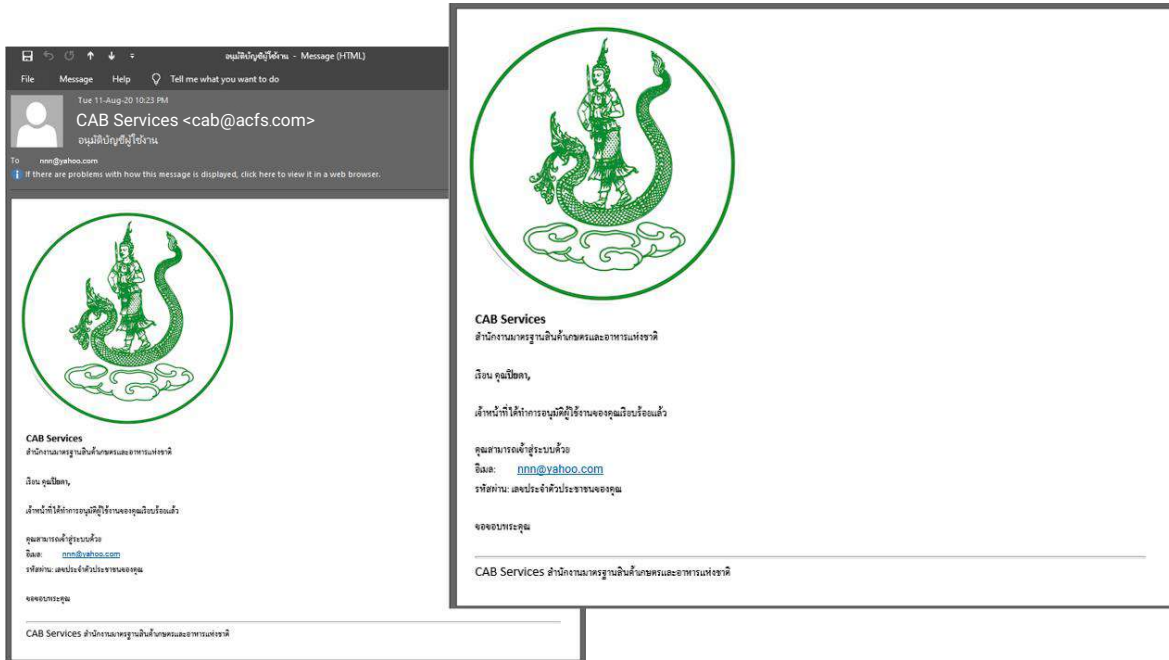 อนุมัติบัญชีผู้ใช้งาน - Message (HTML)
File Message Help Tell me what you want to do
Tue 11-Aug-20 10:23 PM
CAB Services <cab@acfs.com>
อนุมัติบัญชีผู้ใช้งาน
To nnn@yahoo.com
If there are problems with how this message is displayed, click here to view it in a web browser.
CAB Services
สำนักงานมาตรฐานสินค้าเกษตรและอาหารแห่งชาติ
เรียน คุณปิยดา,
เจ้าหน้าที่ได้ทำการอนุมัติผู้ใช้งานของคุณเรียบร้อยแล้ว
คุณสามารถเข้าสู่ระบบด้วย
อีเมล: nnn@yahoo.com
รหัสผ่าน: เลขประจำตัวประชาชนของคุณ
ขอขอบพระคุณ
CAB Services สำนักงานมาตรฐานสินค้าเกษตรและอาหารแห่งชาติ
CAB Services
สำนักงานมาตรฐานสินค้าเกษตรและอาหารแห่งชาติ
เรียน คุณปิยดา,
เจ้าหน้าที่ได้ทำการอนุมัติผู้ใช้งานของคุณเรียบร้อยแล้ว
คุณสามารถเข้าสู่ระบบด้วย
อีเมล: nnn@yahoo.com
รหัสผ่าน: เลขประจำตัวประชาชนของคุณ
ขอขอบพระคุณ
CAB Services สำนักงานมาตรฐานสินค้าเกษตรและอาหารแห่งชาติ